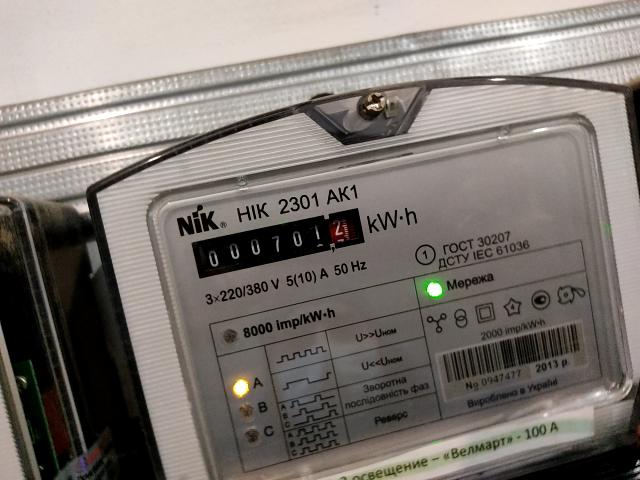 NiK® НІК 2301 АК1
000701,2 kW·h
3×220/380 V 5(10) A 50 Hz
1 ГОСТ 30207
ДСТУ IEC 61036
8000 imp/kW·h
Мережа
A
B
C
U>>Uном
U<<Uном
Зворотна
послідовність фаз
Реверс
2000 imp/kW·h
№ 0947477 2013 р.
Вироблено в Україні
освещение – «Велмарт» - 100 А